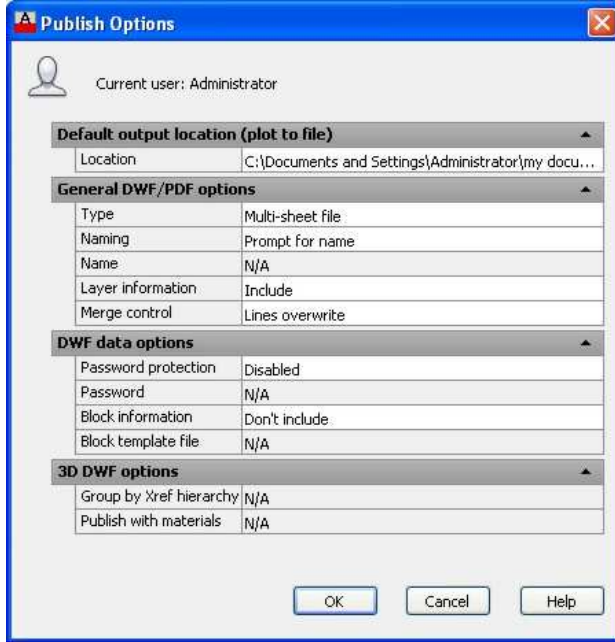 Publish Options
Current user: Administrator
Default output location (plot to file)
Location C:\Documents and Settings\Administrator\my docu...
General DWF/PDF options
Type Multi-sheet file
Naming Prompt for name
Name N/A
Layer information Include
Merge control Lines overwrite
DWF data options
Password protection Disabled
Password N/A
Block information Don't include
Block template file N/A
3D DWF options
Group by Xref hierarchy N/A
Publish with materials N/A
OK Cancel Help